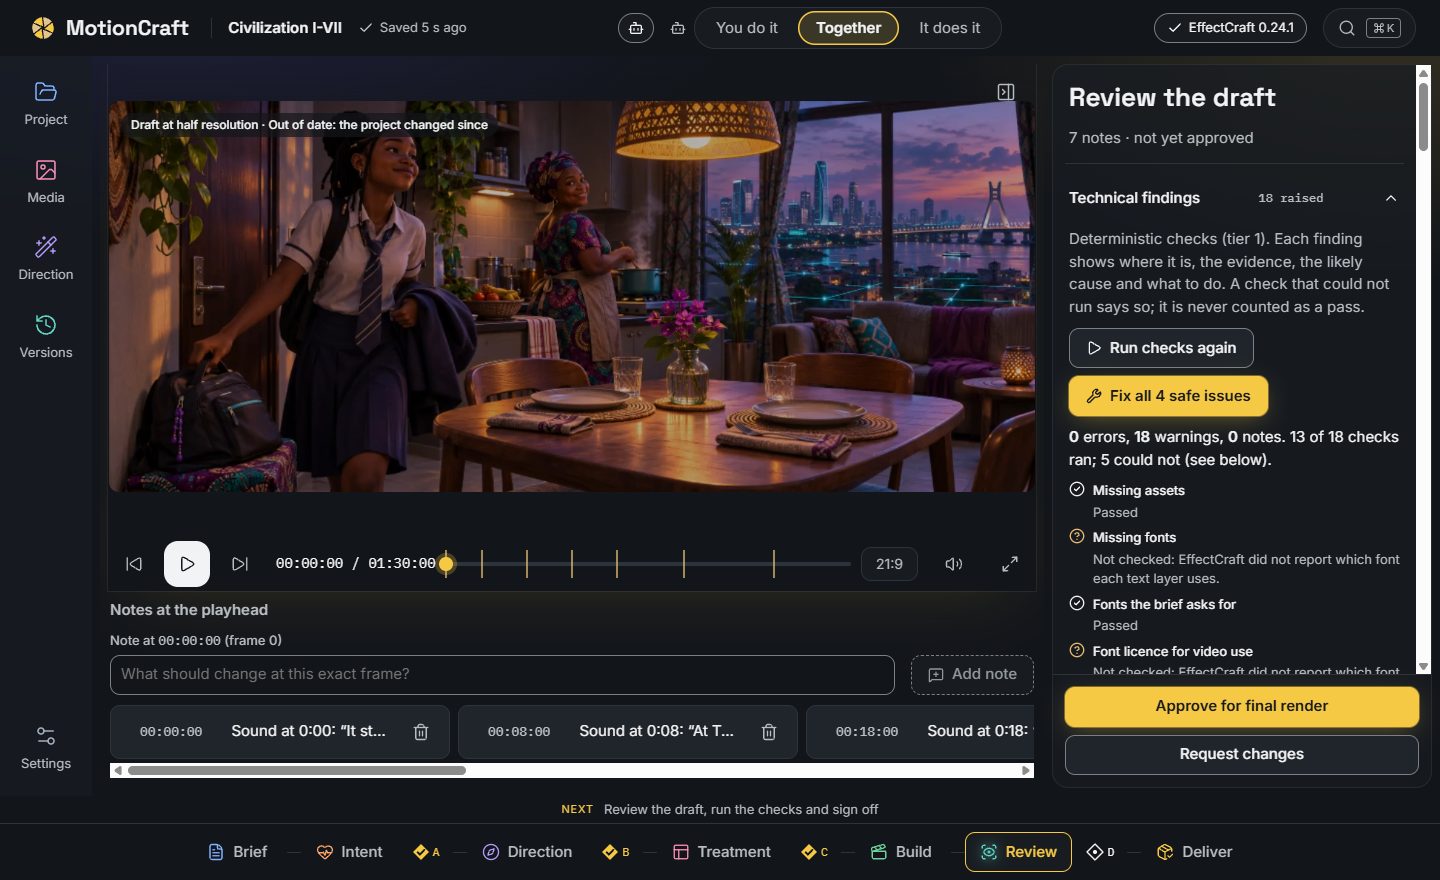 MotionCraft
Civilization I-VII
Saved 5 s ago
You do it
Together
It does it
EffectCraft 0.24.1
⌘K
Project
Media
Direction
Versions
Settings
Draft at half resolution · Out of date: the project changed since
00:00:00 / 01:30:00
21:9
Notes at the playhead
Note at 00:00:00 (frame 0)
What should change at this exact frame?
Add note
00:00:00 Sound at 0:00: “It st...
00:08:00 Sound at 0:08: “At T...
00:18:00 Sound at 0:18:
Review the draft
7 notes · not yet approved
Technical findings
18 raised
Deterministic checks (tier 1). Each finding
shows where it is, the evidence, the likely
cause and what to do. A check that could not
run says so; it is never counted as a pass.
Run checks again
Fix all 4 safe issues
0 errors, 18 warnings, 0 notes. 13 of 18 checks
ran; 5 could not (see below).
Missing assets
Passed
Missing fonts
Not checked: EffectCraft did not report which font
each text layer uses.
Fonts the brief asks for
Passed
Font licence for video use
Not checked: EffectCraft did not report which font
Approve for final render
Request changes
NEXT Review the draft, run the checks and sign off
Brief
Intent
A
Direction
B
Treatment
C
Build
Review
D
Deliver